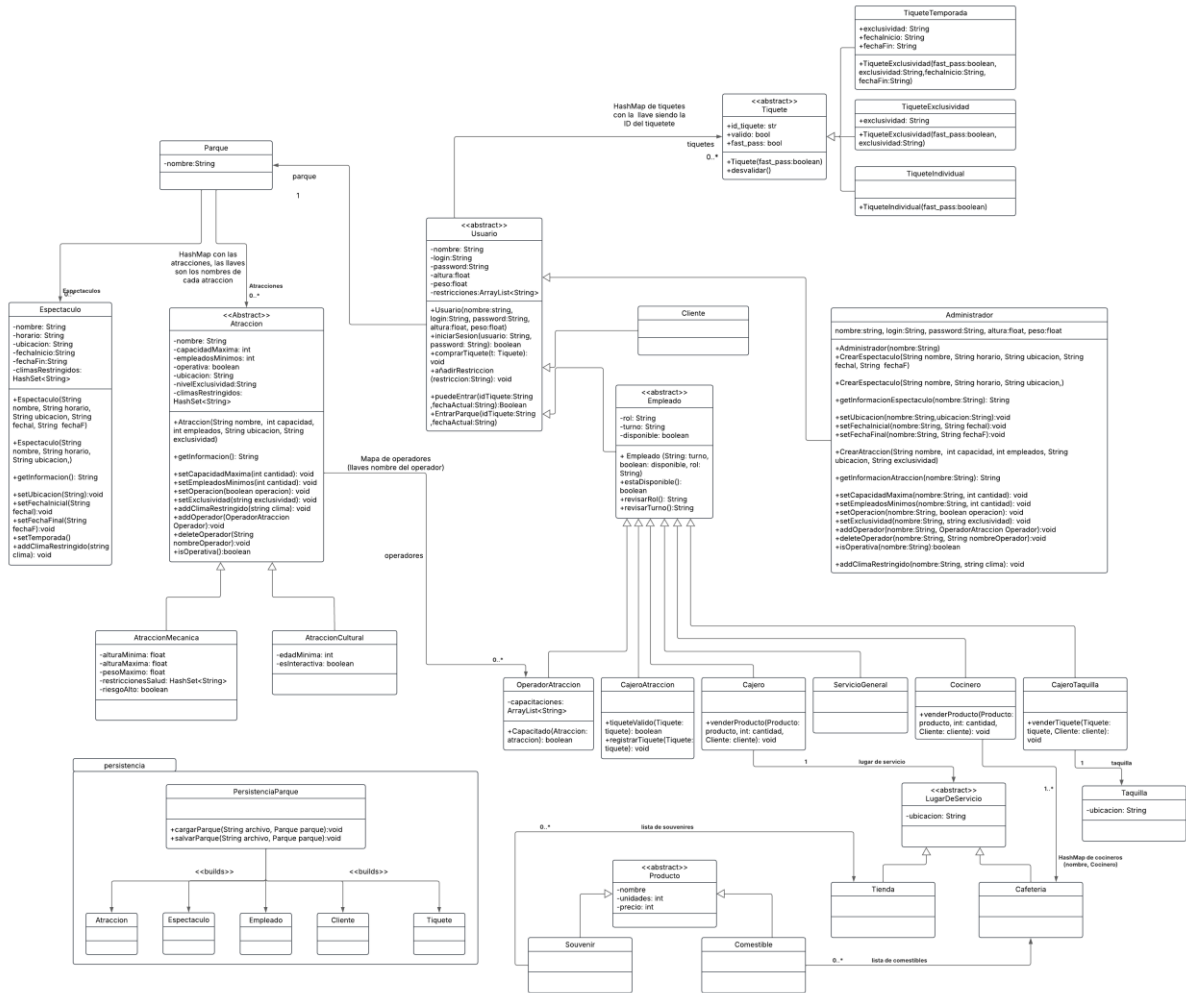 TiqueteTemporada
+exclusividad: String
+fechaInicio: String
+fechaFin: String
+TiqueteExclusividad(fast_pass:boolean,
exclusividad:String,fechaInicio:String,
fechaFin:String)
TiqueteExclusividad
+exclusividad: String
+TiqueteExclusividad(fast_pass:boolean,
exclusividad:String)
TiqueteIndividual
+TiqueteIndividual(fast_pass:boolean)
HashMap de tiquetes
con la llave siendo la
ID del tiquetete
<<abstract>>
Tiquete
+id_tiquete: str
+valido: bool
+fast_pass: bool
+Tiquete(fast_pass:boolean)
+desvalidar()
tiquetes
0..*
Parque
-nombre:String
parque
1
HashMap con las
atracciones, las llaves
son los nombres de
cada atraccion
Espectaculos
0..*
Atracciones
0..*
Espectaculo
-nombre: String
-horario: String
-ubicacion: String
-fechaInicio:String
-fechaFin:String
-climasRestringidos:
HashSet<String>
+Espectaculo(String
nombre, String horario,
String ubicacion, String
fechaI, String fechaF)
+Espectaculo(String
nombre, String horario,
String ubicacion,)
+getInformacion(): String
+setUbicacion(String):void
+setFechaInicial(String
fechaI):void
+setFechaFinal(String
fechaF):void
+setTemporada()
+addClimaRestringido(string
clima): void
<<Abstract>>
Atraccion
-nombre: String
-capacidadMaxima: int
-empleadosMinimos: int
-operativa: boolean
-ubicacion: String
-nivelExclusividad:String
-climasRestringidos:
HashSet<String>
+Atraccion(String nombre, int capacidad,
int empleados, String ubicacion, String
exclusividad)
+getInformacion(): String
+setCapacidadMaxima(int cantidad): void
+setEmpleadosMinimos(int cantidad): void
+setOperacion(boolean operacion): void
+setExclusividad(string exclusividad): void
+addClimaRestringido(string clima): void
+addOperador(OperadorAtraccion
Operador):void
+deleteOperador(String
nombreOperador):void
+isOperativa():boolean
<<abstract>>
Usuario
-nombre: String
-login:String
-password:String
-altura:float
-peso:float
-restricciones:ArrayList<String>
+Usuario(nombre:string,
login:String, password:String,
altura:float, peso:float)
+iniciarSesion(usuario: String,
password: String): boolean
+comprarTiquete(t: Tiquete):
void
+añadirRestriccion
(restriccion:String): void
+puedeEntrar(idTiquete:String
,fechaActual:String):Boolean
+EntrarParque(idTiquete:String
,fechaActual:String)
Cliente
<<abstract>>
Empleado
-rol: String
-turno: String
-disponible: boolean
+ Empleado (String: turno,
boolean: disponible, rol:
String)
+estaDisponible():
boolean
+revisarRol(): String
+revisarTurno():String
Administrador
nombre:string, login:String, password:String, altura:float, peso:float
+Administrador(nombre:String)
+CrearEspectaculo(String nombre, String horario, String ubicacion, String
fechaI, String fechaF)
+CrearEspectaculo(String nombre, String horario, String ubicacion,)
+getInformacionEspectculo(nombre:String): String
+setUbicacion(nombre:String,ubicacion:String):void
+setFechaInicial(nombre:String, String fechaI):void
+setFechaFinal(nombre:String, String fechaF):void
+CrearAtraccion(String nombre, int capacidad, int empleados, String
ubicacion, String exclusividad)
+getInformacionAtraccion(nombre:String): String
+setCapacidadMaxima(nombre:String, int cantidad): void
+setEmpleadosMinimos(nombre:String, int cantidad): void
+setOperacion(nombre:String, boolean operacion): void
+setExclusividad(nombre:String, string exclusividad): void
+addOperador(nombre:String, OperadorAtraccion Operador):void
+deleteOperador(nombre:String, String nombreOperador):void
+isOperativa(nombre:String):boolean
+addClimaRestringido(nombre:String, string clima): void
Mapa de operadores
(llaves nombre del operador)
operadores
0..*
AtraccionMecanica
-alturaMinima: float
-alturaMaxima: float
-pesoMaximo: float
-restriccionesSalud: HashSet<String>
-riesgoAlto: boolean
AtraccionCultural
-edadMinima: int
-esInteractiva: boolean
OperadorAtraccion
-capacitaciones:
ArrayList<String>
+Capacitado(Atraccion:
atraccion): boolean
CajeroAtraccion
+tiqueteValido(Tiquete:
tiquete): boolean
+registrarTiquete(Tiquete:
tiquete): void
Cajero
+venderProducto(Producto:
producto, int: cantidad,
Cliente: cliente): void
ServicioGeneral
Cocinero
+venderProducto(Producto:
producto, int: cantidad,
Cliente: cliente): void
CajeroTaquilla
+venderTiquete(Tiquete:
tiquete, Cliente: cliente):
void
1
lugar de servicio
1..*
1
taquilla
Taquilla
-ubicacion: String
<<abstract>>
LugarDeServicio
-ubicacion: String
HashMap de cocineros
(nombre, Cocinero)
persistencia
PersistenciaParque
+cargarParque(String archivo, Parque parque):void
+salvarParque(String archivo, Parque parque):void
<<builds>>
<<builds>>
Atraccion
Espectaculo
Empleado
Cliente
Tiquete
0..*
lista de souvenires
<<abstract>>
Producto
-nombre
-unidades: int
-precio: int
Tienda
Cafeteria
Souvenir
Comestible
0..*
lista de comestibles